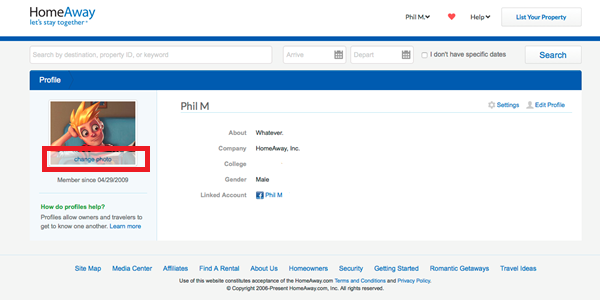 HomeAway
let's stay together
Phil M.
Help
List Your Property
Search by destination, property ID, or keyword
Arrive
Depart
I don't have specific dates
Search
Profile
change photo
Member since 04/29/2009
How do profiles help?
Profiles allow owners and travelers to
get to know one another. Learn more
Phil M
Settings
Edit Profile
About Whatever.
Company HomeAway, Inc.
College
Gender Male
Linked Account Phil M
Site Map Media Center Affiliates Find A Rental About Us Homeowners Security Getting Started Romantic Getaways Travel Ideas
Use of this website constitutes acceptance of the HomeAway.com Terms and Conditions and Privacy Policy.
© Copyright 2006-Present HomeAway.com, Inc. All rights reserved.